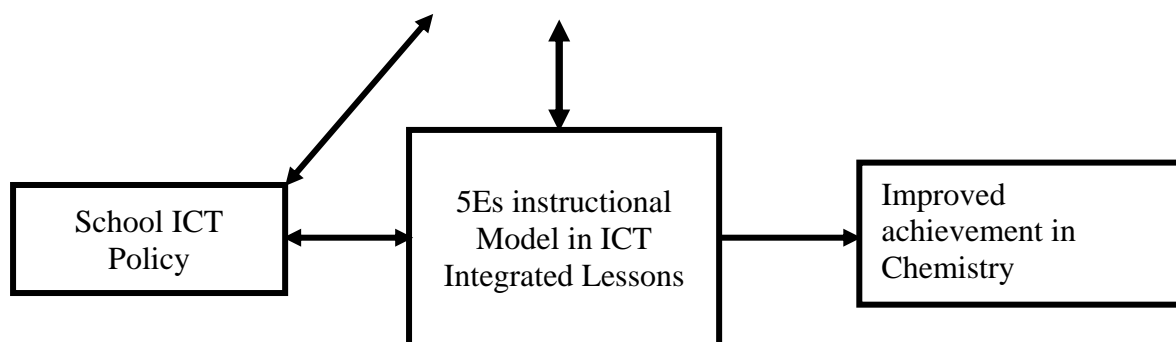 School ICT
Policy
5Es instructional
Model in ICT
Integrated Lessons
Improved
achievement in
Chemistry